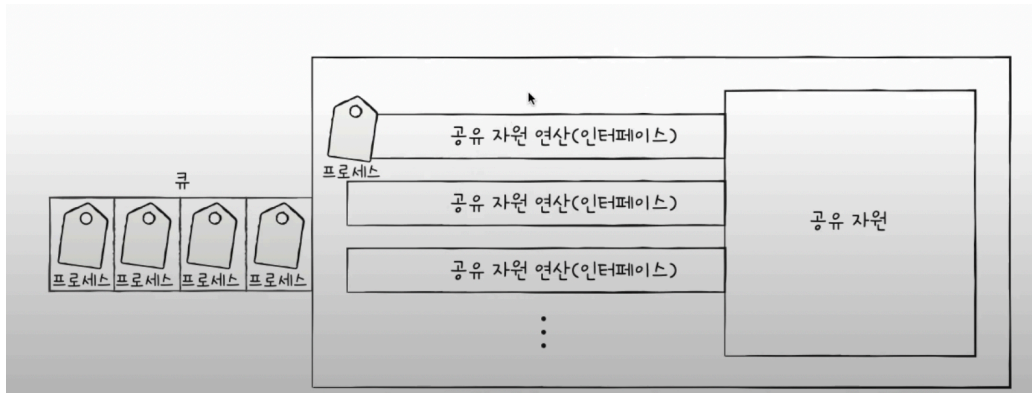 공유 자원 연산(인터페이스)
프로세스
큐
공유 자원 연산(인터페이스)
공유 자원
프로세스 프로세스 프로세스 프로세스
공유 자원 연산(인터페이스)